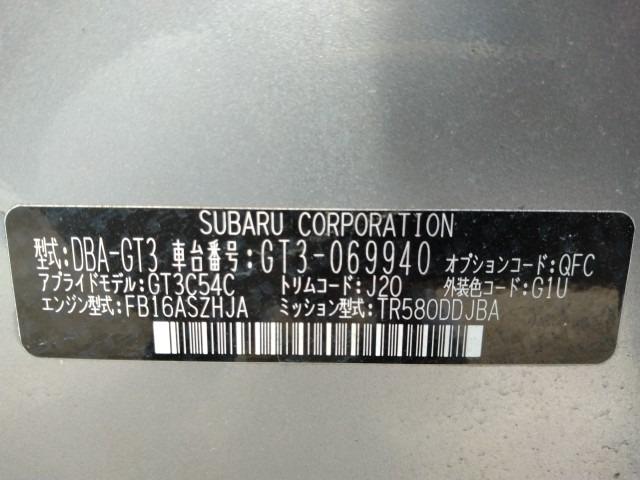 SUBARU CORPORATION
型式:DBA-GT3 車台番号:GT3-069940 オプションコード:QFC
アプライドモデル:GT3C54C トリムコード:J20 外装色コード:G1U
エンジン型式:FB16ASZHJA ミッション型式:TR580DDJBA